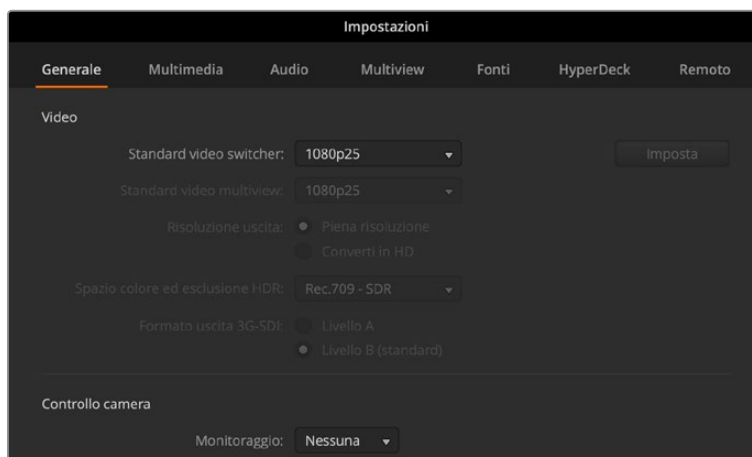 Impostazioni
Generale Multimedia Audio Multiview Fonti HyperDeck Remoto
Video
Standard video switcher: 1080p25 Imposta
Standard video multiview: 1080p25
Risoluzione uscita: Piena risoluzione
Converti in HD
Spazio colore ed esclusione HDR: Rec.709 - SDR
Formato uscita 3G-SDI: Livello A
Livello B (standard)
Controllo camera
Monitoraggio: Nessuna